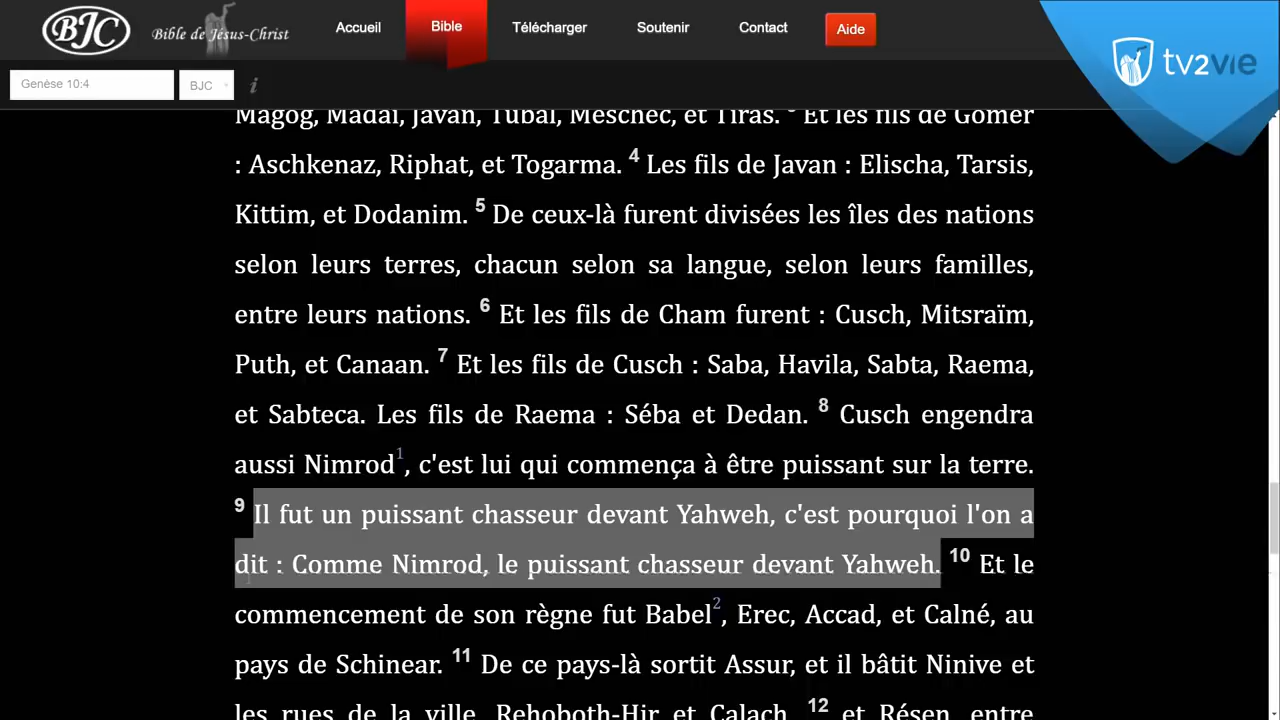 BJC
Bible de Jésus-Christ
Accueil
Bible
Télécharger
Soutenir
Contact
Aide
tv2vie
Genèse 10:4
BJC
i
Magog, Madaï, Javan, Tubal, Méschec, et Tiras. 3 Et les fils de Gomer
: Aschkenaz, Riphat, et Togarma. 4 Les fils de Javan : Elischa, Tarsis,
Kittim, et Dodanim. 5 De ceux-là furent divisées les îles des nations
selon leurs terres, chacun selon sa langue, selon leurs familles,
entre leurs nations. 6 Et les fils de Cham furent : Cusch, Mitsraïm,
Puth, et Canaan. 7 Et les fils de Cusch : Saba, Havila, Sabta, Raema,
et Sabteca. Les fils de Raema : Séba et Dedan. 8 Cusch engendra
aussi Nimrod1, c'est lui qui commença à être puissant sur la terre.
9 Il fut un puissant chasseur devant Yahweh, c'est pourquoi l'on a
dit : Comme Nimrod, le puissant chasseur devant Yahweh. 10 Et le
commencement de son règne fut Babel2, Erec, Accad, et Calné, au
pays de Schinear. 11 De ce pays-là sortit Assur, et il bâtit Ninive et
les rues de la ville, Rehoboth-Hir et Calach, 12 et Résen, entre